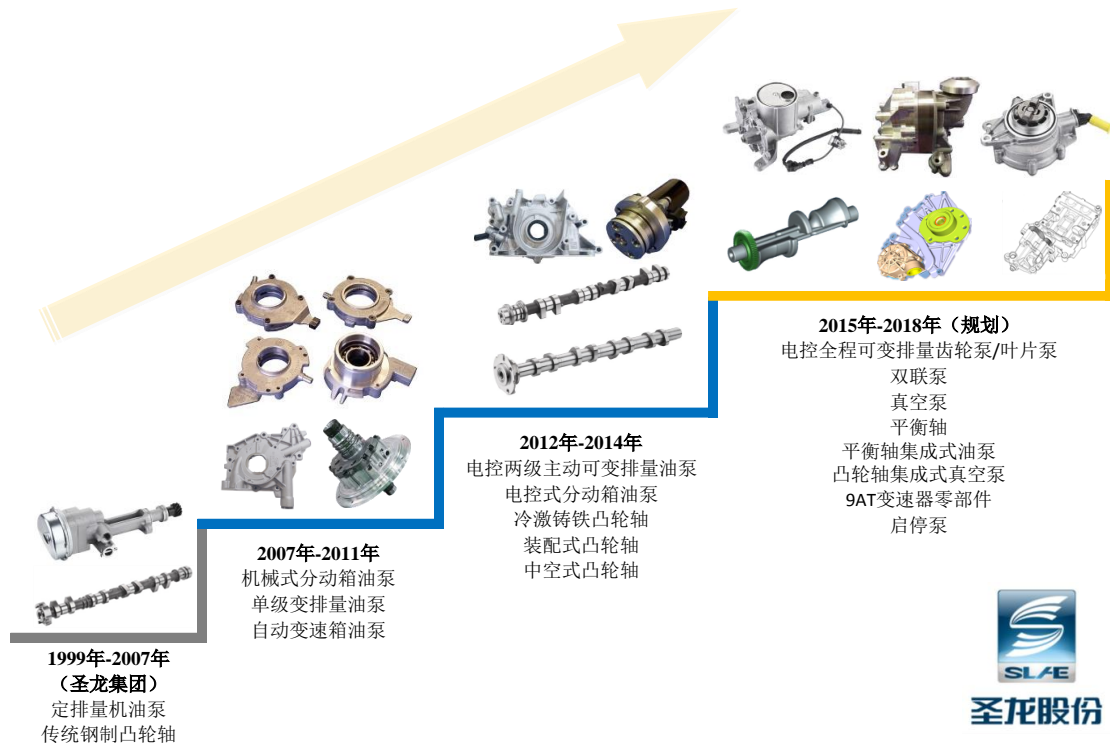 1999年-2007年
（圣龙集团）
定排量机油泵
传统钢制凸轮轴
2007年-2011年
机械式分动箱油泵
单级变排量油泵
自动变速箱油泵
2012年-2014年
电控两级主动可变排量油泵
电控式分动箱油泵
冷激铸铁凸轮轴
装配式凸轮轴
中空式凸轮轴
2015年-2018年（规划）
电控全程可变排量齿轮泵/叶片泵
双联泵
真空泵
平衡轴
平衡轴集成式油泵
凸轮轴集成式真空泵
9AT变速器零部件
启停泵
SLAE
圣龙股份